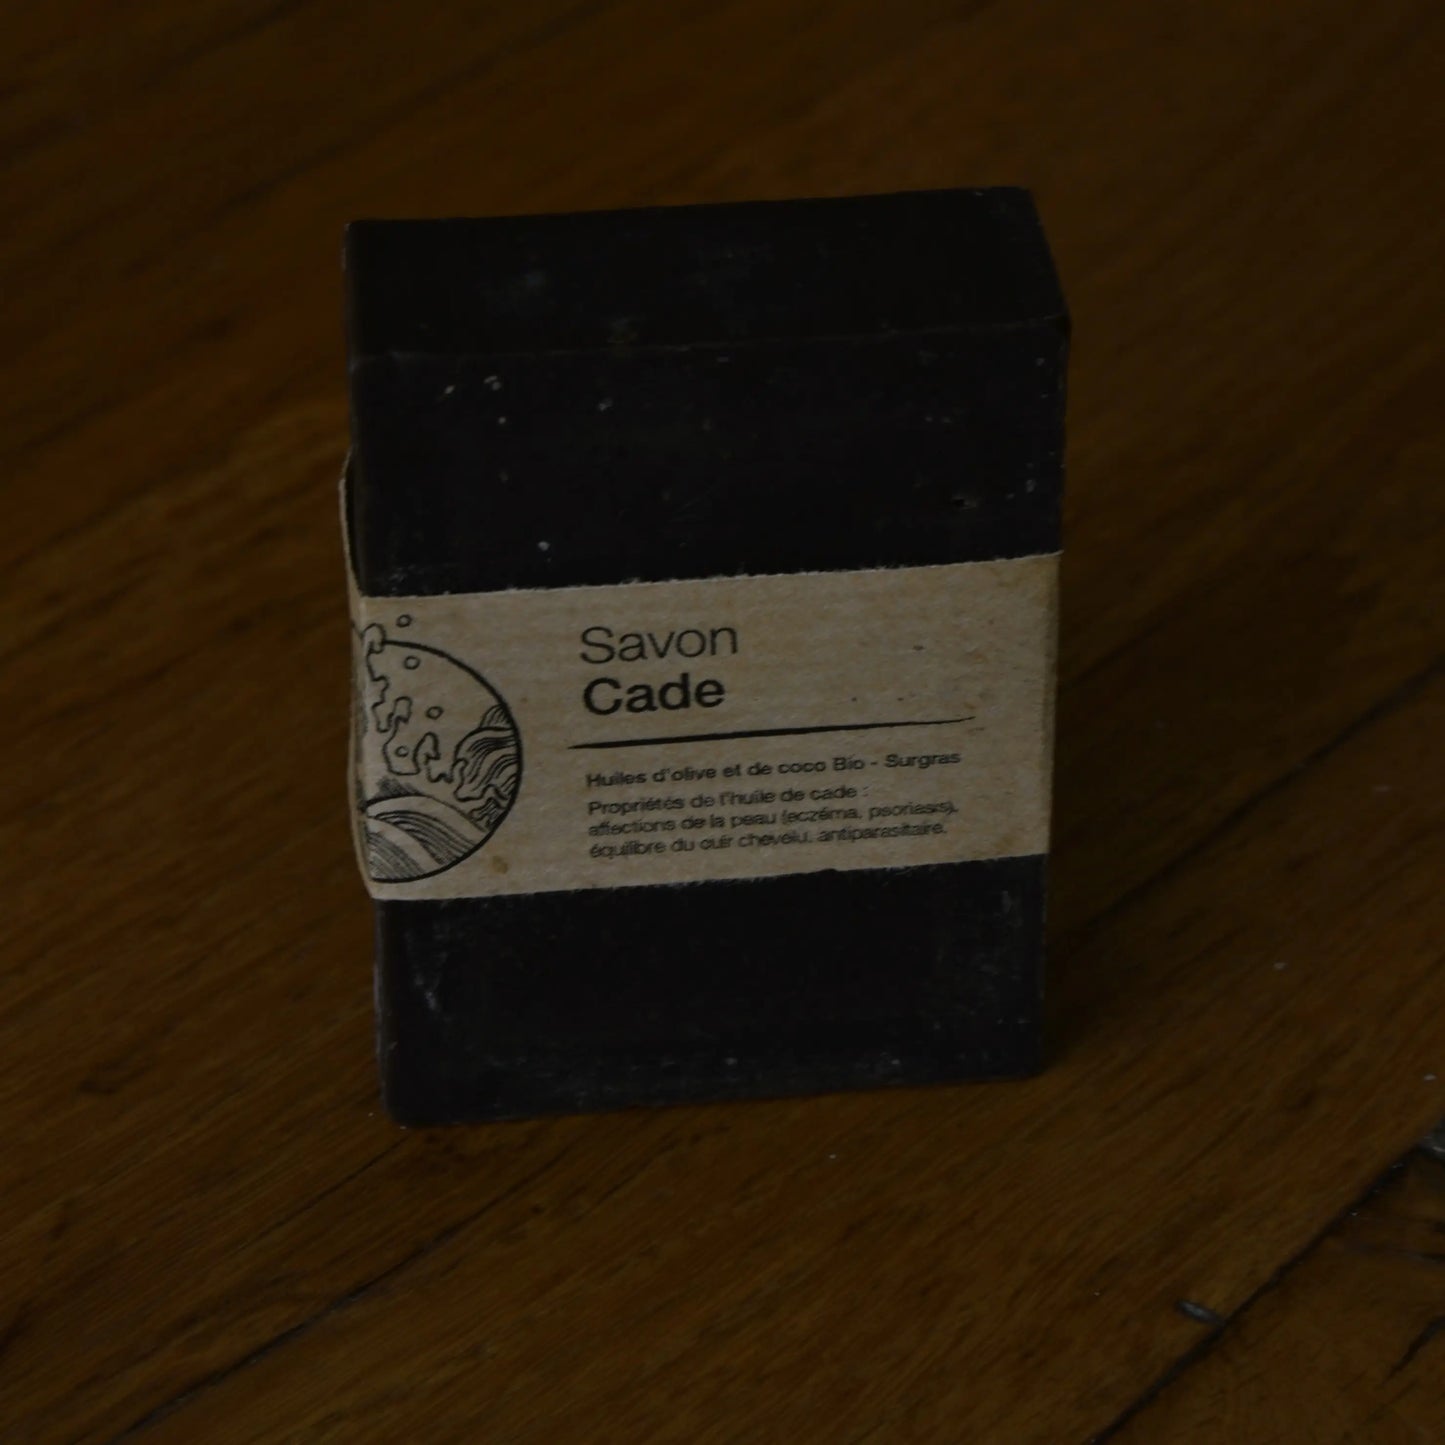 Savon
Cade
Huiles d'olive et de coco Bio - Surgras
Propriétés de l'huile de cade :
affections de la peau (eczéma, psoriasis),
équilibre du cuir chevelu, antiparasitaire.